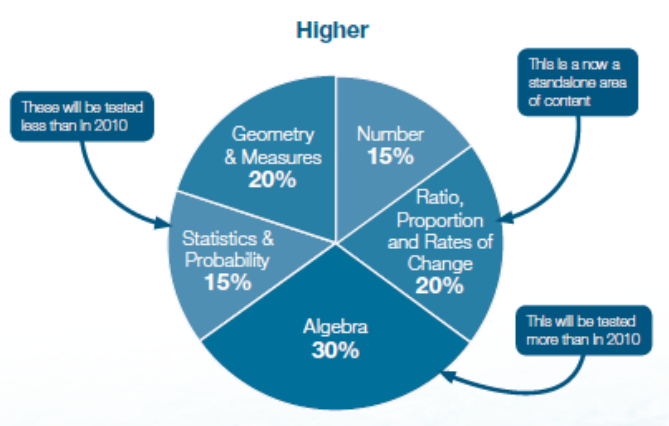 Higher
These will be tested
less than in 2010
This is a now a
standalone area
of content
Geometry
& Measures
20%
Number
15%
Ratio,
Proportion
and Rates of
Change
20%
Statistics &
Probability
15%
Algebra
30%
This will be tested
more than in 2010